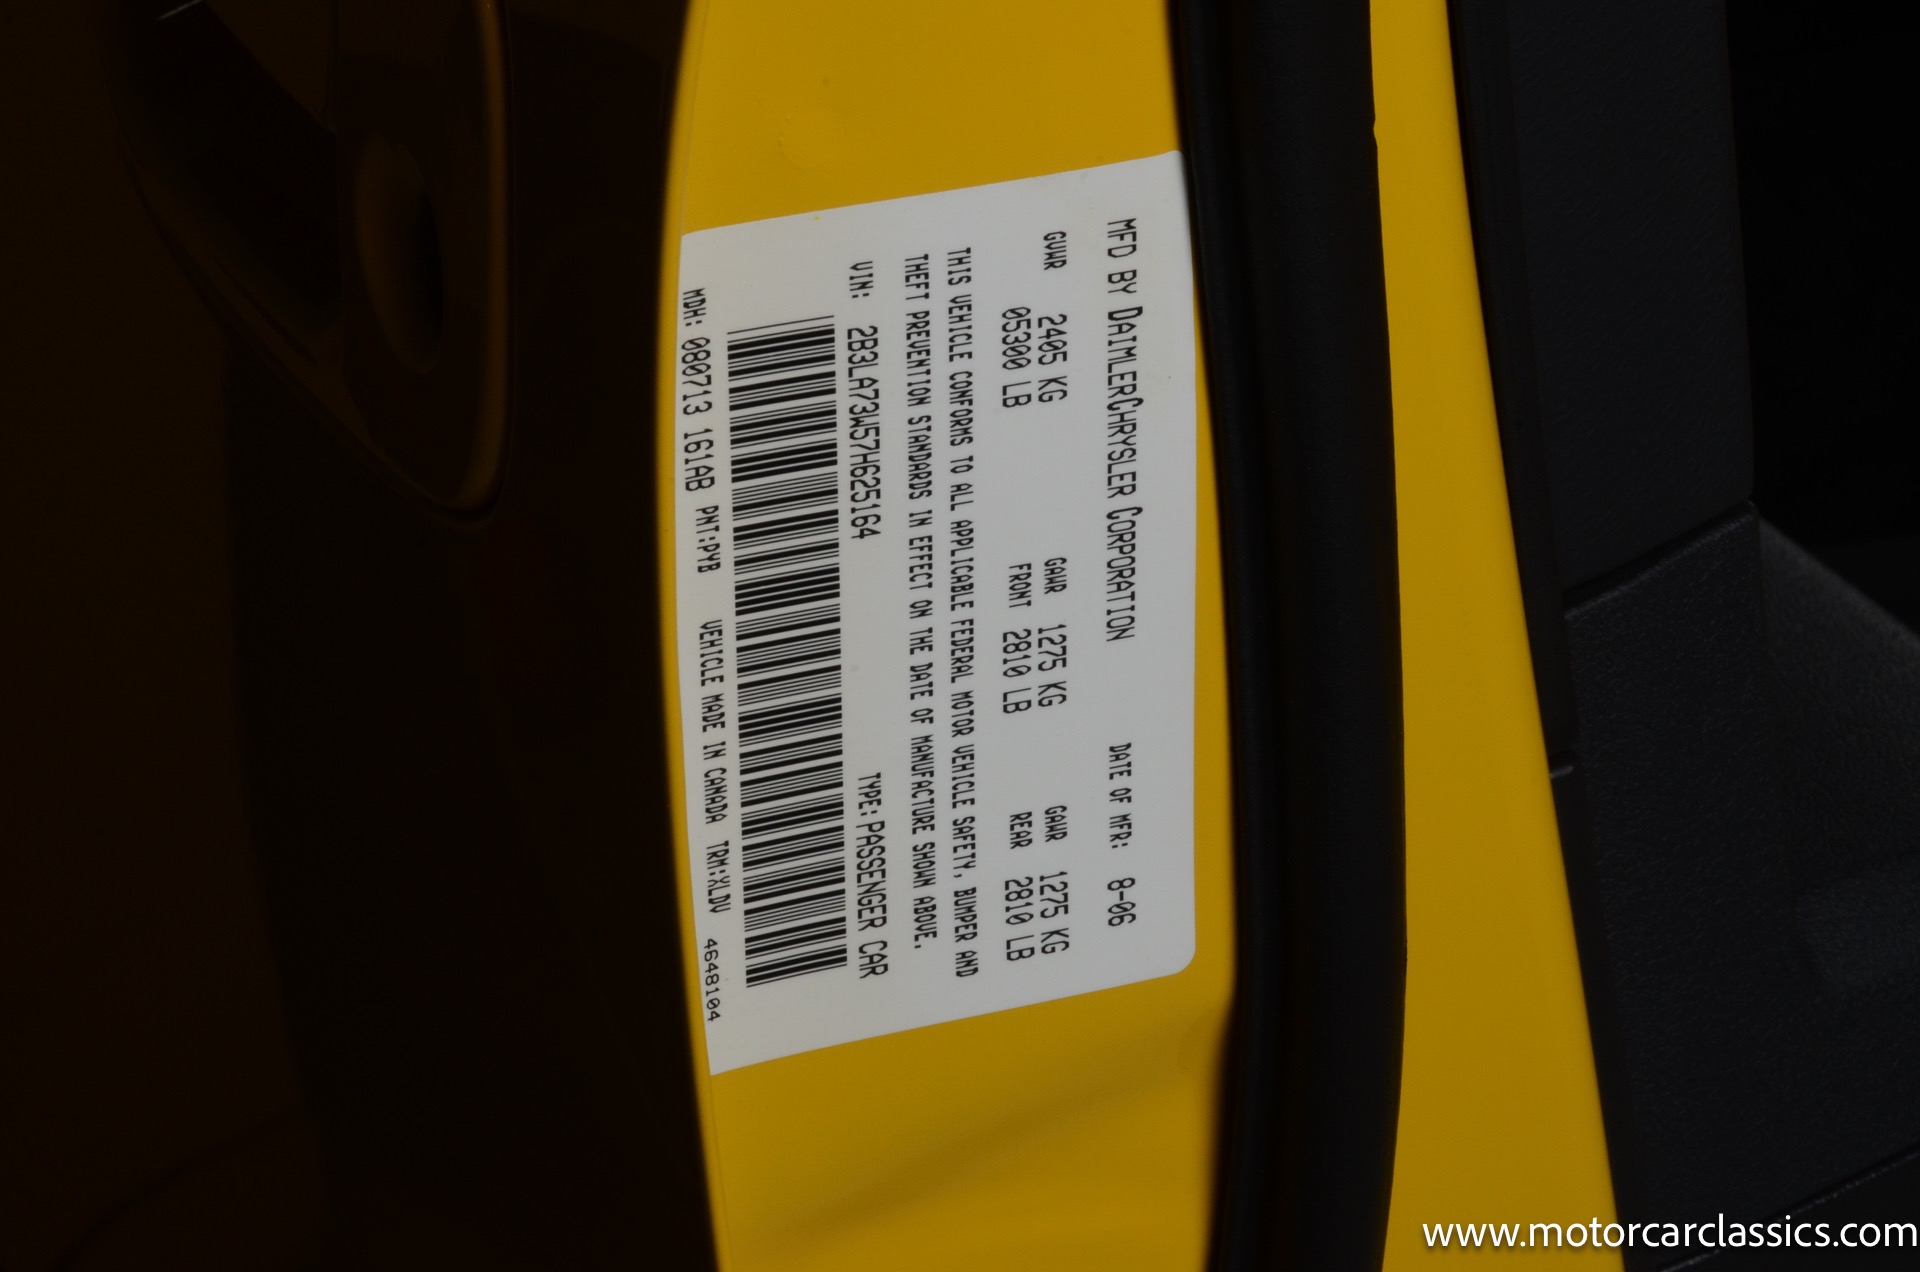 MFD BY DAIMLERCHRYSLER CORPORATION DATE OF MFR: 8-06
GVWR 2405 KG GAWR 1275 KG GAWR 1275 KG
05300 LB FRONT 2810 LB REAR 2810 LB
THIS VEHICLE CONFORMS TO ALL APPLICABLE FEDERAL MOTOR VEHICLE SAFETY, BUMPER AND
THEFT PREVENTION STANDARDS IN EFFECT ON THE DATE OF MANUFACTURE SHOWN ABOVE.
VIN: 2B3LA73W57H625164 TYPE: PASSENGER CAR
MDH: 080713 161AB PNT:PYB VEHICLE MADE IN CANADA TRM:XLDV 4648104
www.motorcarclassics.com